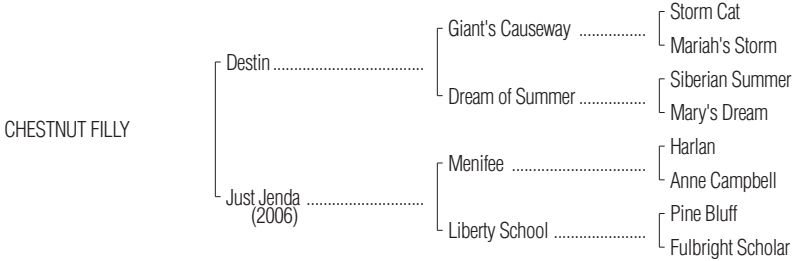 Storm Cat
Giant's Causeway ................
Mariah's Storm
Destin ...................................
Siberian Summer
Dream of Summer ................
Mary's Dream
CHESTNUT FILLY
Harlan
Menifee ................................
Anne Campbell
Just Jenda ............................
(2006)
Pine Bluff
Liberty School ......................
Fulbright Scholar